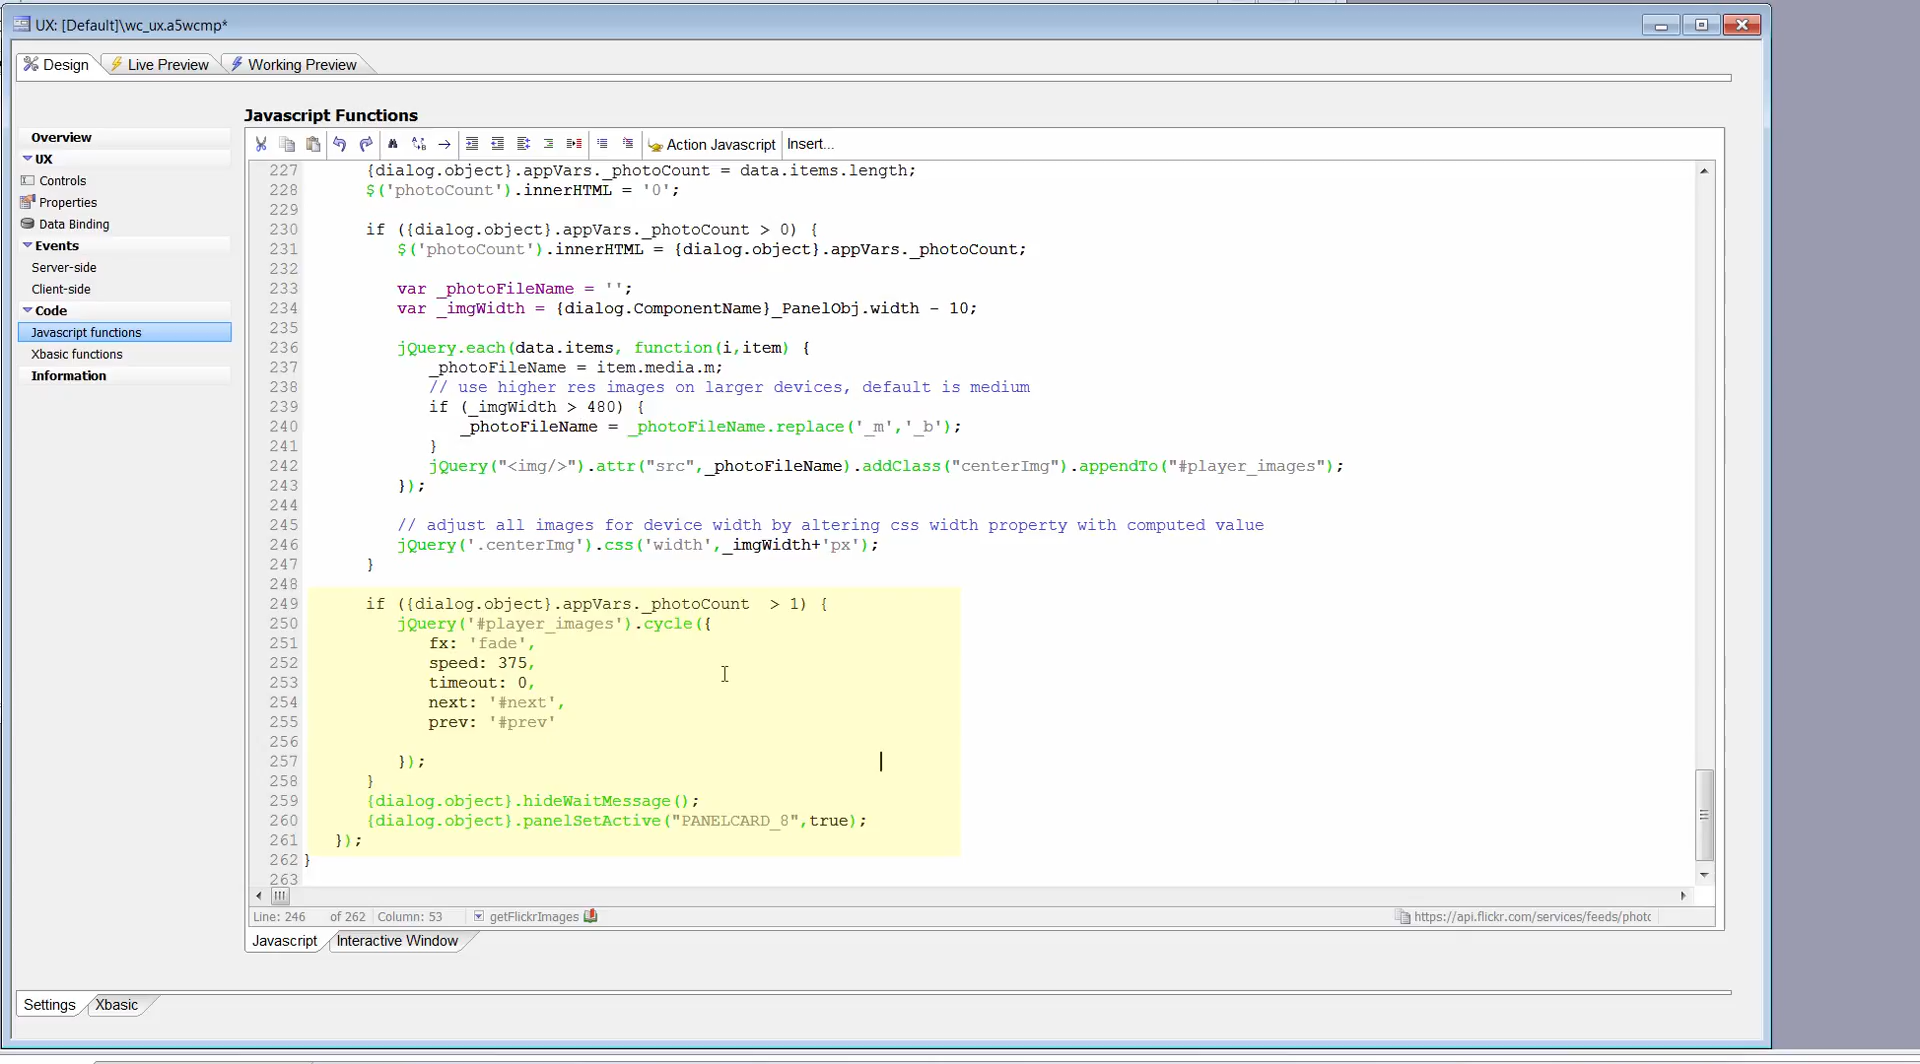 UX: [Default]\wc_ux.a5wcmp*
Design
Live Preview
Working Preview
Overview
UX
Controls
Properties
Data Binding
Events
Server-side
Client-side
Code
Javascript functions
Xbasic functions
Information
Javascript Functions
Action Javascript
Insert...
227 {dialog.object}.appVars._photoCount = data.items.length;
228 $('photoCount').innerHTML = '0';
229
230 if ({dialog.object}.appVars._photoCount > 0) {
231 $('photoCount').innerHTML = {dialog.object}.appVars._photoCount;
232
233 var _photoFileName = '';
234 var _imgWidth = {dialog.ComponentName}_PanelObj.width - 10;
235
236 jQuery.each(data.items, function(i,item) {
237 _photoFileName = item.media.m;
238 // use higher res images on larger devices, default is medium
239 if (_imgWidth > 480) {
240 _photoFileName = _photoFileName.replace('_m','_b');
241 }
242 jQuery("<img/>").attr("src",_photoFileName).addClass("centerImg").appendTo("#player_images");
243 });
244
245 // adjust all images for device width by altering css width property with computed value
246 jQuery('.centerImg').css('width',_imgWidth+'px');
247 }
248
249 if ({dialog.object}.appVars._photoCount  > 1) {
250 jQuery('#player_images').cycle({
251 fx: 'fade',
252 speed: 375,
253 timeout: 0,
254 next: '#next',
255 prev: '#prev'
256
257 });
258 }
259 {dialog.object}.hideWaitMessage();
260 {dialog.object}.panelSetActive("PANELCARD_8",true);
261 });
262 }
263
Line: 246 of 262 Column: 53 getFlickrImages https://api.flickr.com/services/feeds/photo
Javascript
Interactive Window
Settings
Xbasic